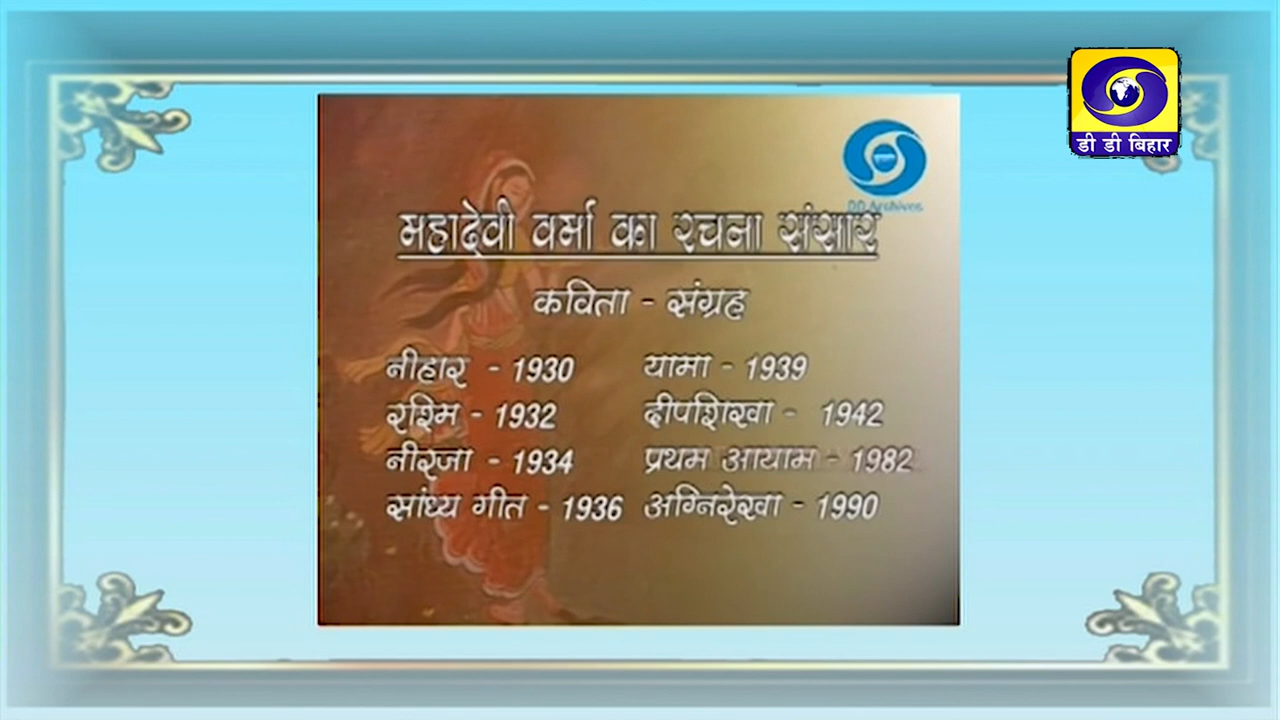 डी डी बिहार
DD Archives
महादेवी वर्मा का रचना संसार
कविता - संग्रह
नीहार - 1930 यामा - 1939
रश्मि - 1932 दीपशिखा - 1942
नीरजा - 1934 प्रथम आयाम - 1982
सांध्य गीत - 1936 अग्निरेखा - 1990